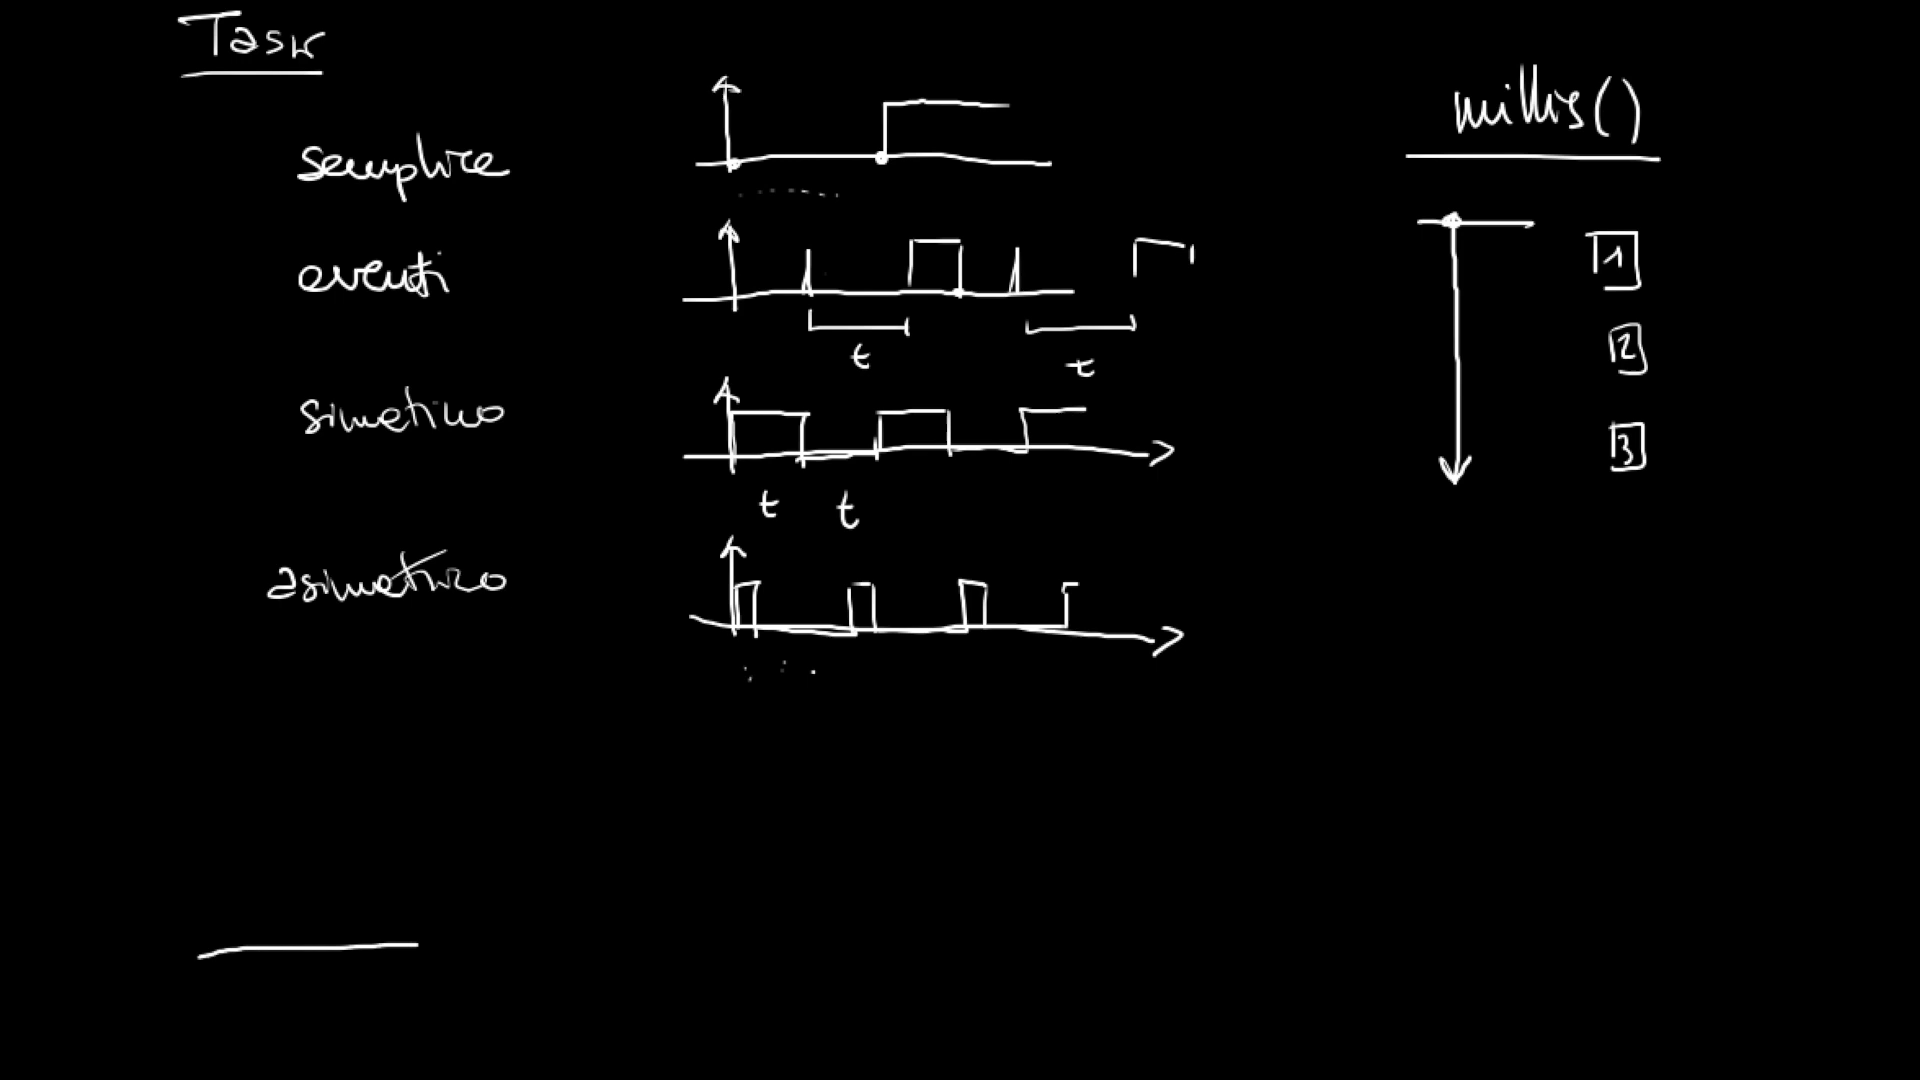 Task
semplice
eventi
t
t
simetrico
t
t
asimetrico
millis()
1
2
3